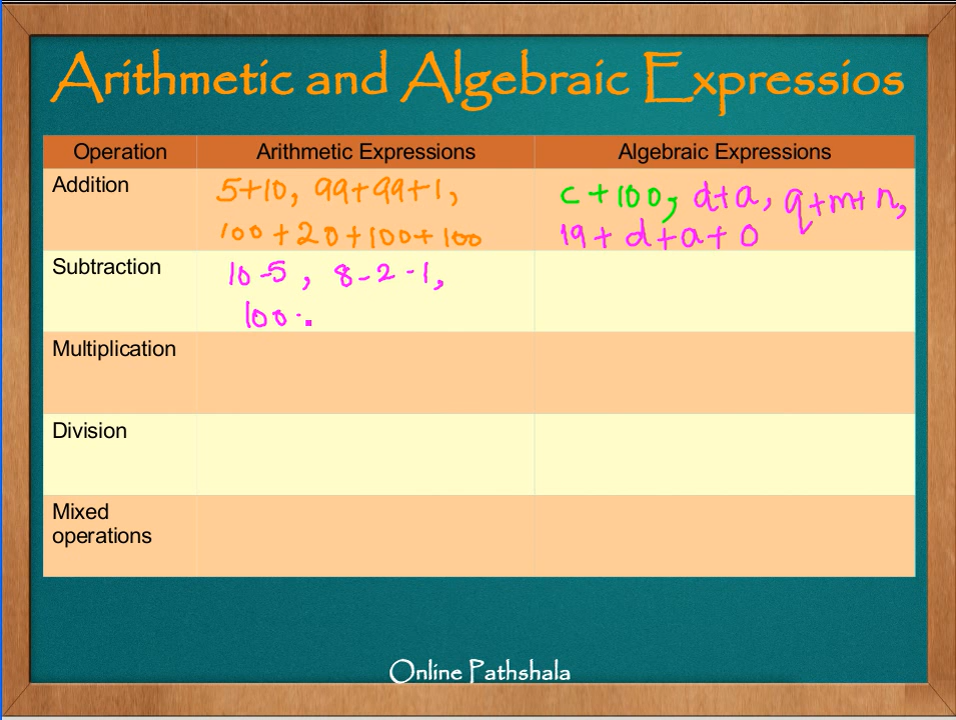 Arithmetic and Algebraic Expressios
Operation Arithmetic Expressions Algebraic Expressions
Addition 5+10, 99+99+1, c+100, d+a, q+m+n,
100+20+100+100 19+d+a+0
Subtraction 10-5, 8-2-1,
100-
Multiplication
Division
Mixed
operations
Online Pathshala